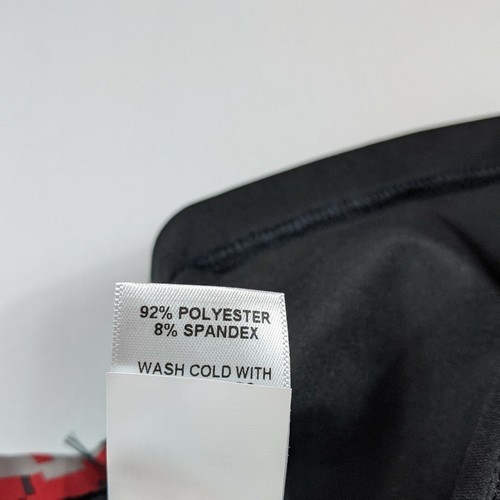 92% POLYESTER
8% SPANDEX
WASH COLD WITH